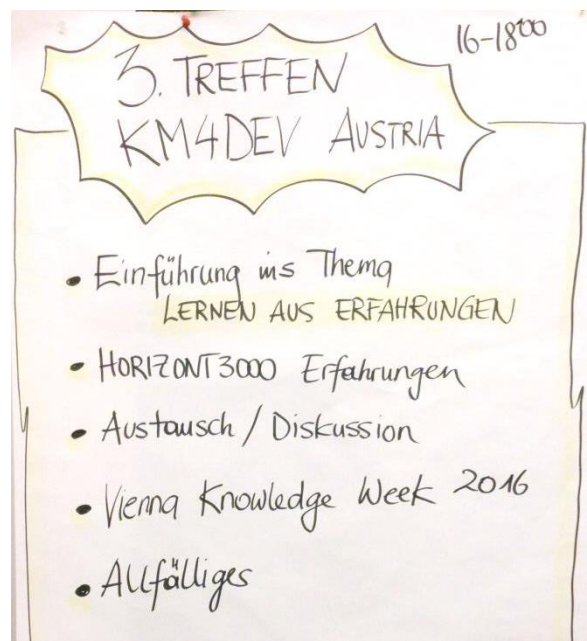 16-18⁰⁰
3. TREFFEN
KM4DEV AUSTRIA
• Einführung ins Thema
LERNEN AUS ERFAHRUNGEN
• HORIZONT3000 Erfahrungen
• Austausch / Diskussion
• Vienna Knowledge Week 2016
• Allfälliges